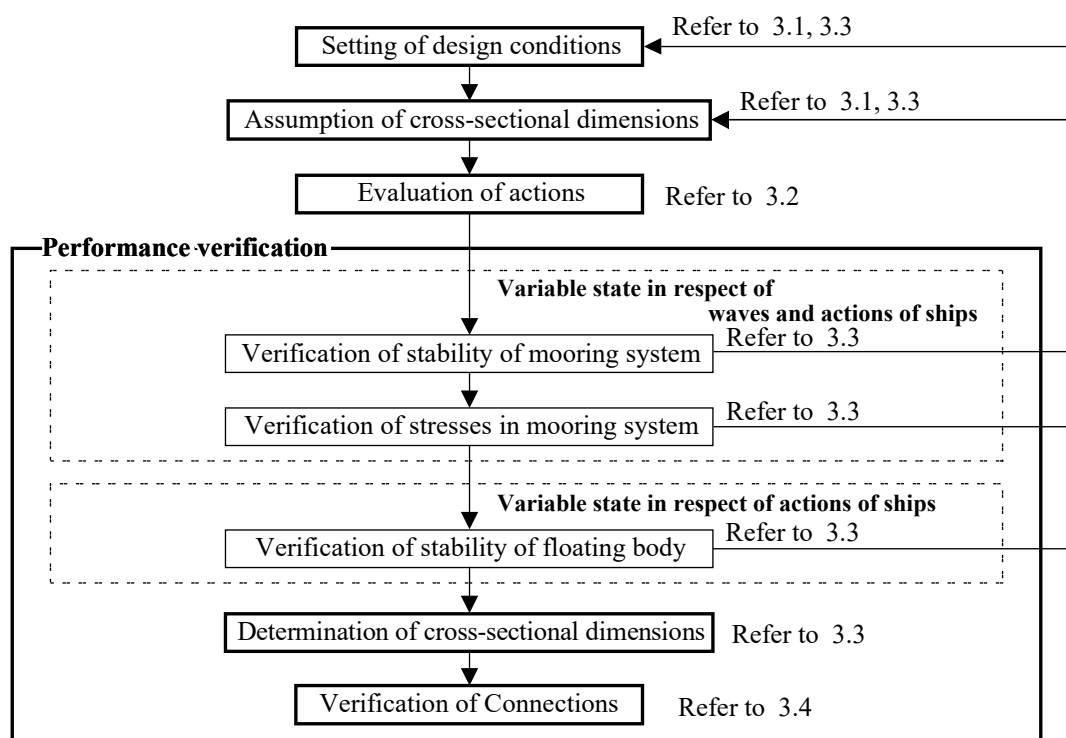 Refer to 3.1, 3.3
Setting of design conditions
Refer to 3.1, 3.3
Assumption of cross-sectional dimensions
Evaluation of actions
Refer to 3.2
Performance verification
Variable state in respect of
waves and actions of ships
Refer to 3.3
Verification of stability of mooring system
Refer to 3.3
Verification of stresses in mooring system
Variable state in respect of actions of ships
Refer to 3.3
Verification of stability of floating body
Determination of cross-sectional dimensions
Refer to 3.3
Verification of Connections
Refer to 3.4